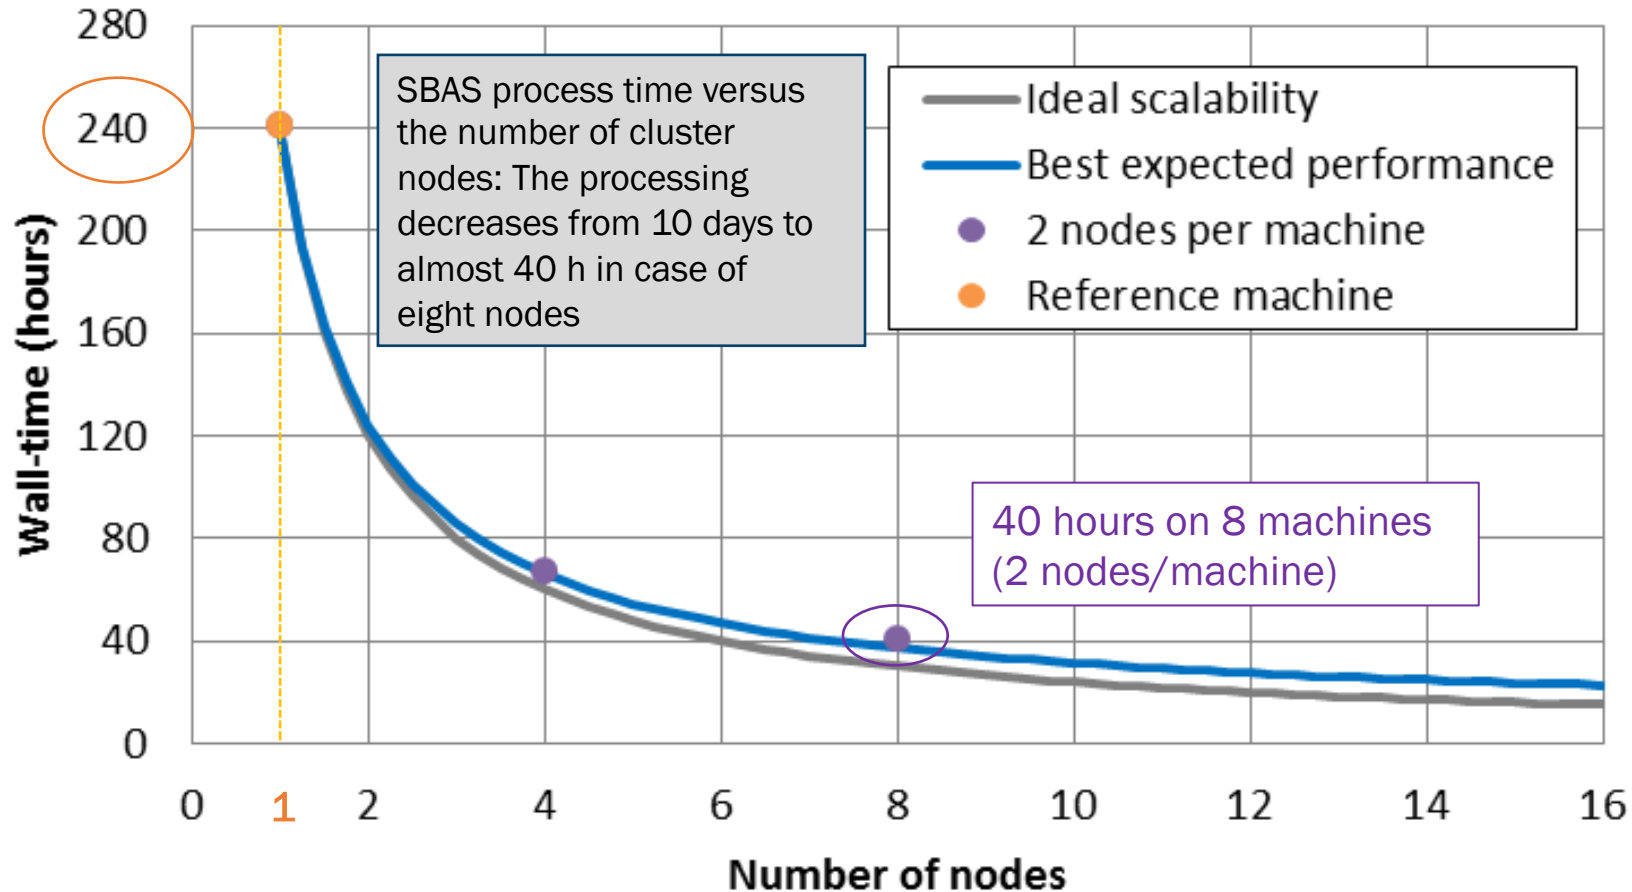 280
240
200
160
120
80
40
0
Wall-time (hours)
SBAS process time versus
the number of cluster
nodes: The processing
decreases from 10 days to
almost 40 h in case of
eight nodes
Ideal scalability
Best expected performance
2 nodes per machine
Reference machine
40 hours on 8 machines
(2 nodes/machine)
0 1 2 4 6 8 10 12 14 16
Number of nodes